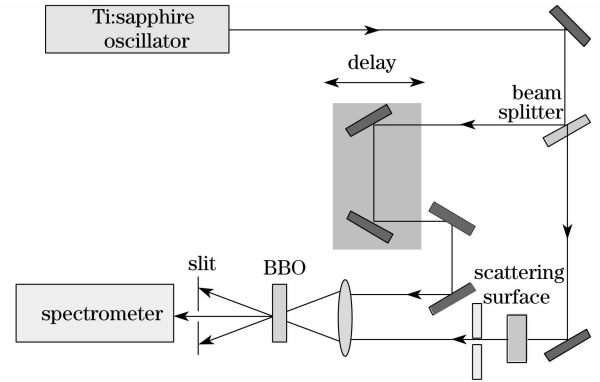 Ti:sapphire
oscillator
delay
beam
splitter
slit
BBO
scattering
surface
spectrometer